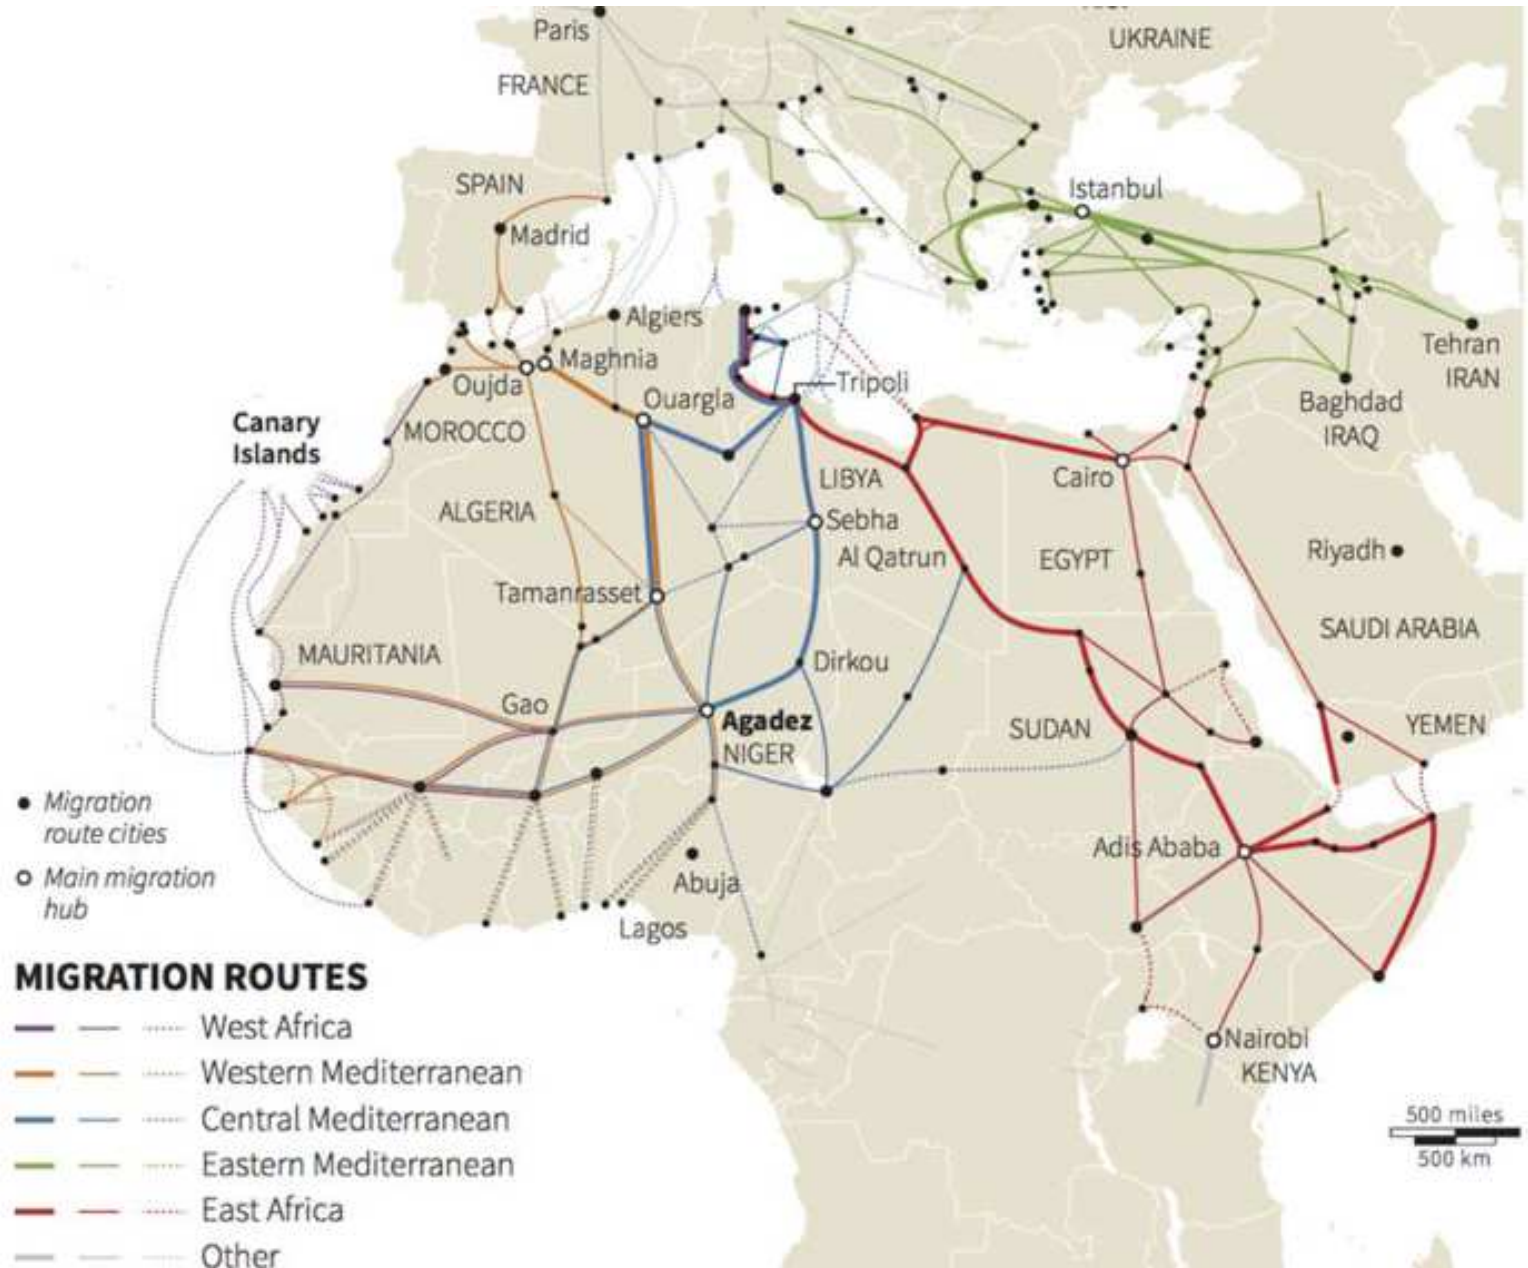 Paris
UKRAINE
FRANCE
SPAIN
Istanbul
Madrid
Algiers
Tehran
IRAN
Maghnia
Oujda
Tripoli
Ouargla
Baghdad
IRAQ
Canary
Islands
MOROCCO
LIBYA
Cairo
ALGERIA
Sebha
Al Qatrun
EGYPT
Riyadh
Tamanrasset
SAUDI ARABIA
MAURITANIA
Dirkou
Gao
Agadez
NIGER
SUDAN
YEMEN
Migration
route cities
Main migration
hub
Adis Ababa
Abuja
Lagos
MIGRATION ROUTES
West Africa
Western Mediterranean
Central Mediterranean
Eastern Mediterranean
East Africa
Other
Nairobi
KENYA
500 miles
500 km